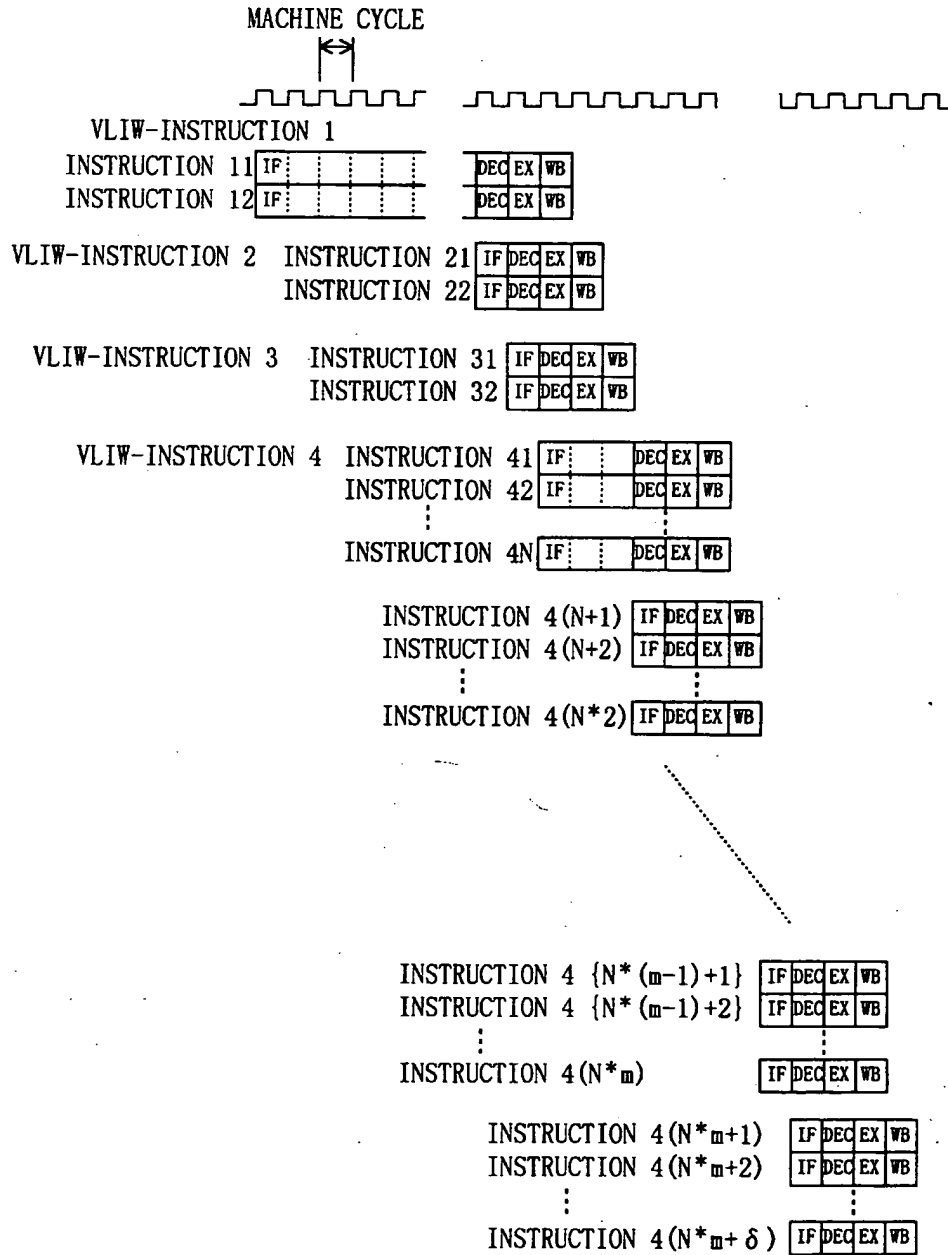 MACHINE CYCLE
VLIW-INSTRUCTION 1
INSTRUCTION 11 IF DEC EX WB
INSTRUCTION 12 IF DEC EX WB
VLIW-INSTRUCTION 2 INSTRUCTION 21 IF DEC EX WB
INSTRUCTION 22 IF DEC EX WB
VLIW-INSTRUCTION 3 INSTRUCTION 31 IF DEC EX WB
INSTRUCTION 32 IF DEC EX WB
VLIW-INSTRUCTION 4 INSTRUCTION 41 IF DEC EX WB
INSTRUCTION 42 IF DEC EX WB
INSTRUCTION 4N IF DEC EX WB
INSTRUCTION 4(N+1) IF DEC EX WB
INSTRUCTION 4(N+2) IF DEC EX WB
INSTRUCTION 4(N*2) IF DEC EX WB
INSTRUCTION 4 {N*(m-1)+1} IF DEC EX WB
INSTRUCTION 4 {N*(m-1)+2} IF DEC EX WB
INSTRUCTION 4(N*m) IF DEC EX WB
INSTRUCTION 4(N*m+1) IF DEC EX WB
INSTRUCTION 4(N*m+2) IF DEC EX WB
INSTRUCTION 4(N*m+δ) IF DEC EX WB